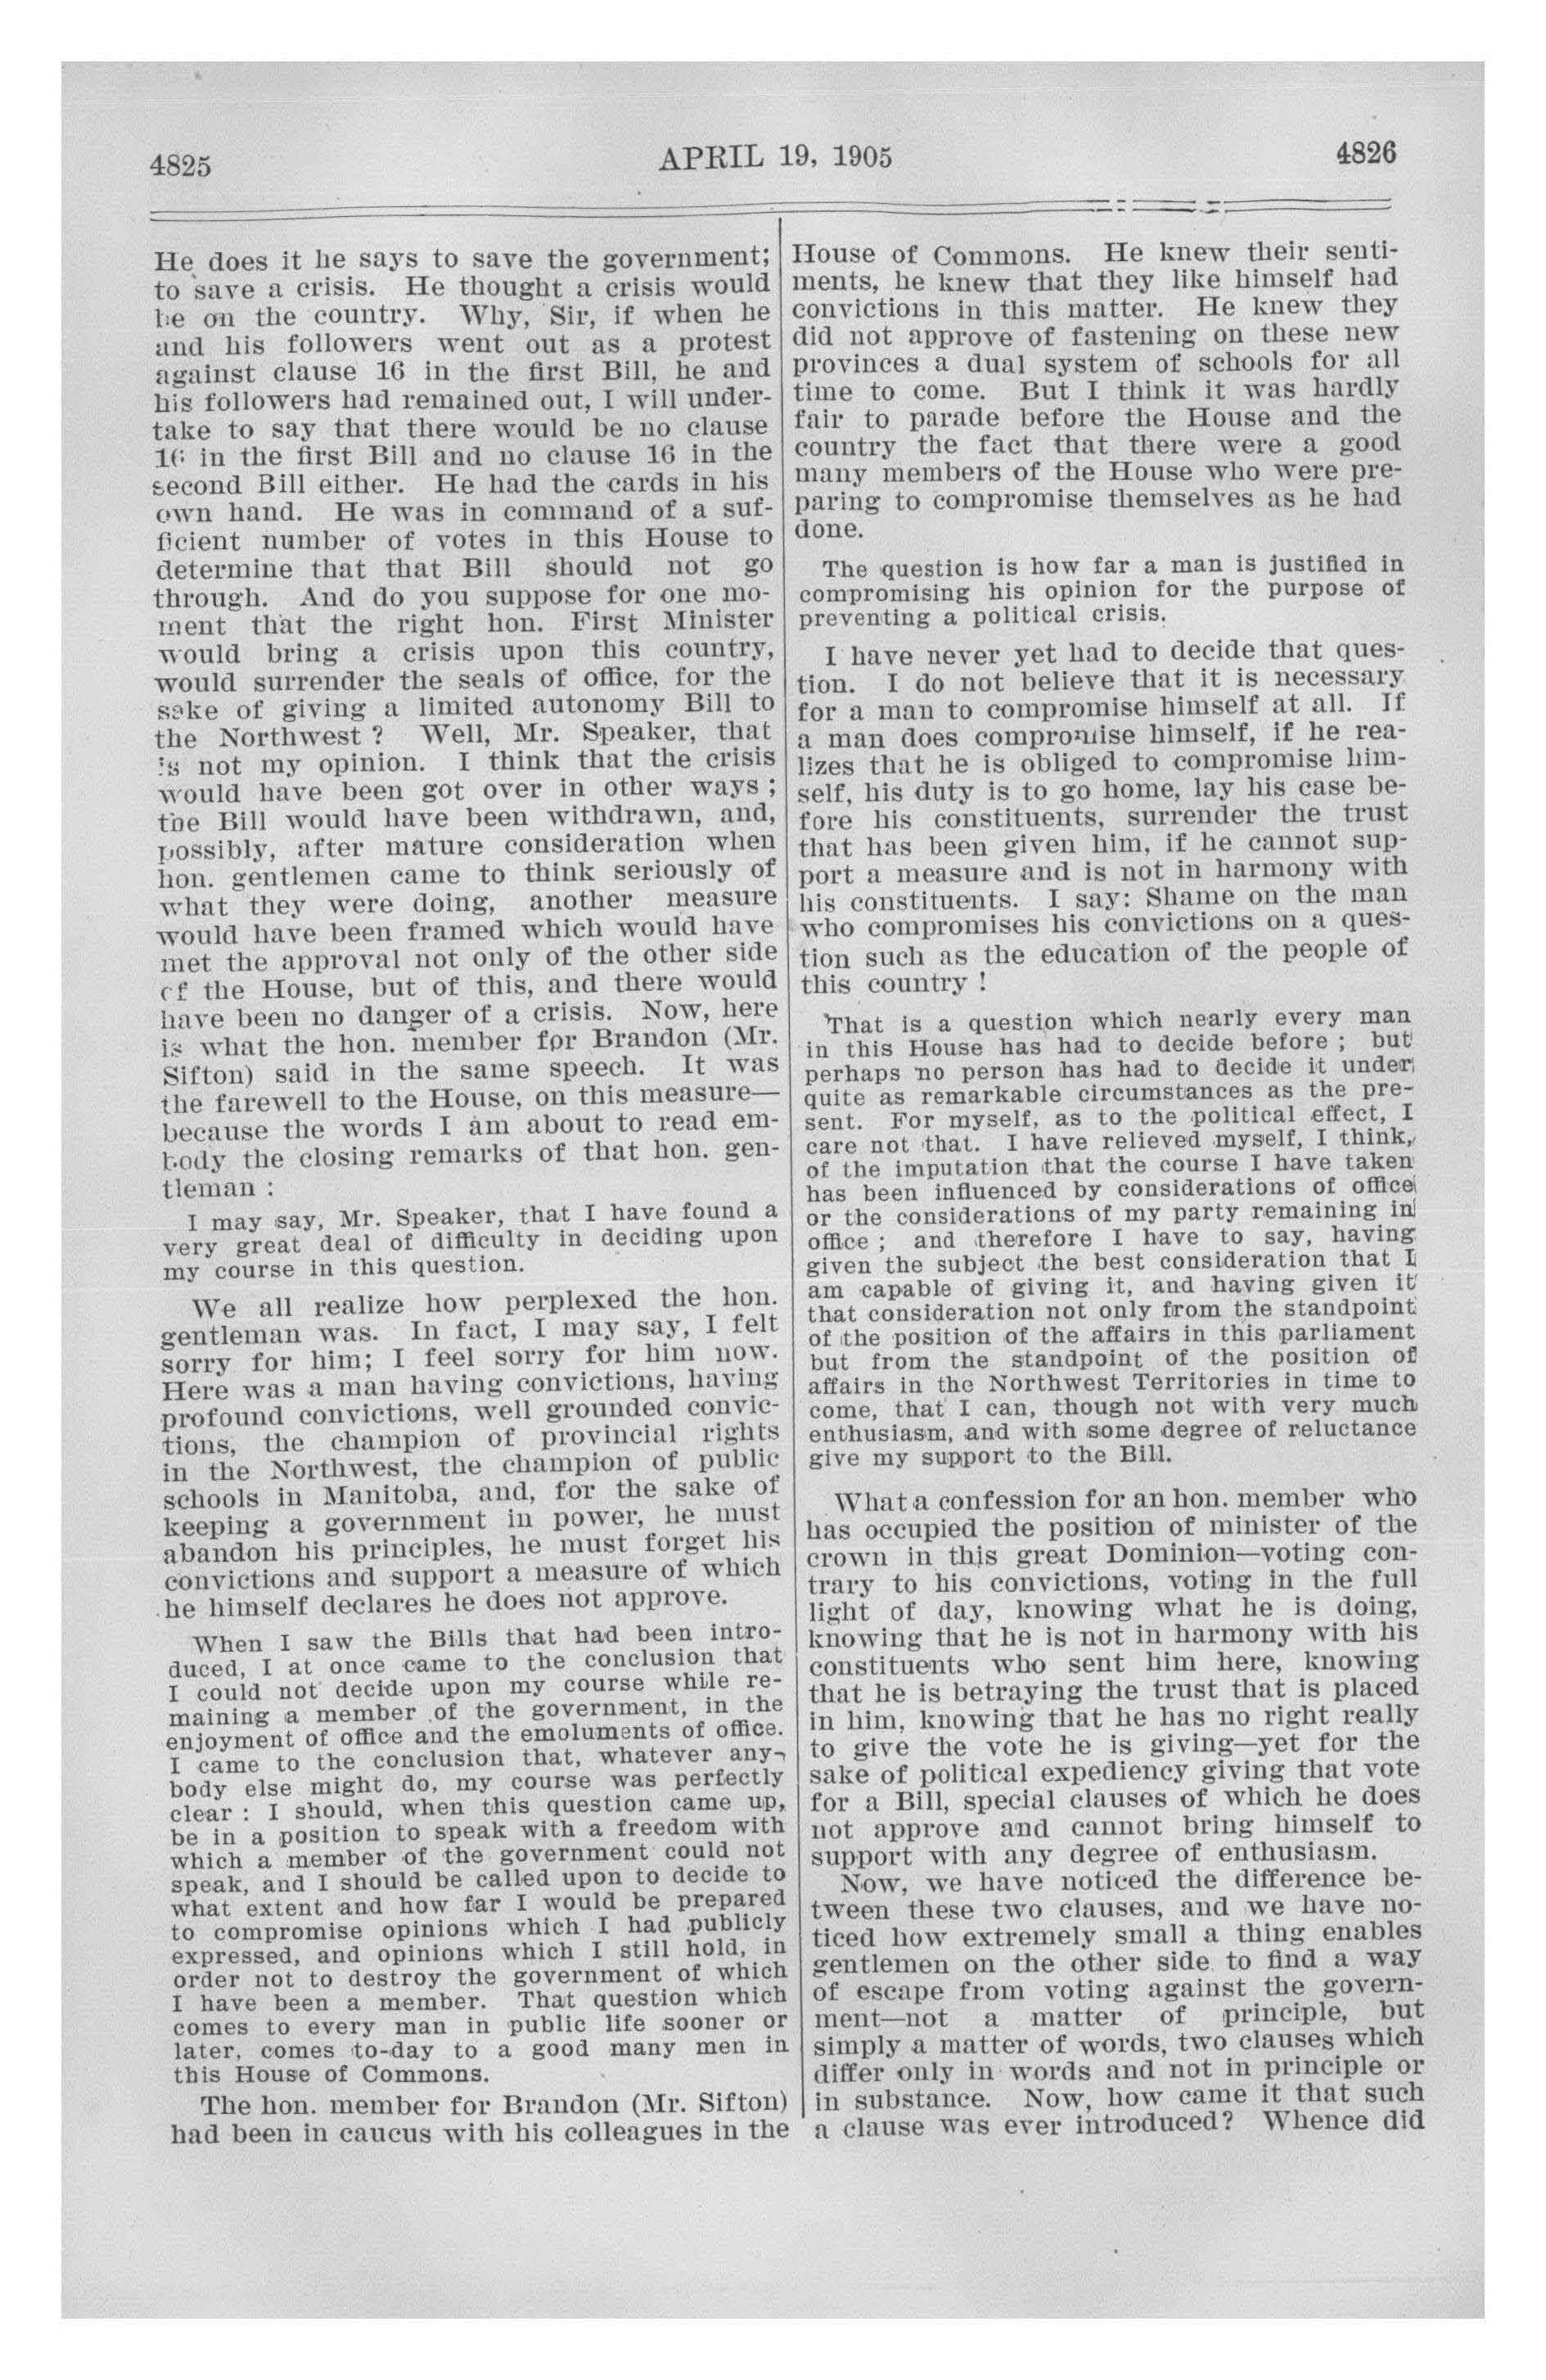 4825
APRIL 19, 1905
4826
He does it he says to save the government;
to save a crisis. He thought a crisis would
be on the country. Why, Sir, if when he
and his followers went out as a protest
against clause 16 in the first Bill, he and
his followers had remained out, I will under-
take to say that there would be no clause
16 in the first Bill and no clause 16 in the
second Bill either. He had the cards in his
own hand. He was in command of a suf-
ficient number of votes in this House to
determine that that Bill should not go
through. And do you suppose for one mo-
ment that the right hon. First Minister
would bring a crisis upon this country,
would surrender the seals of office, for the
sake of giving a limited autonomy Bill to
the Northwest ? Well, Mr. Speaker, that
is not my opinion. I think that the crisis
would have been got over in other ways ;
the Bill would have been withdrawn, and,
possibly, after mature consideration when
hon. gentlemen came to think seriously of
what they were doing, another measure
would have been framed which would have
met the approval not only of the other side
of the House, but of this, and there would
have been no danger of a crisis. Now, here
is what the hon. member for Brandon (Mr.
Sifton) said in the same speech. It was
the farewell to the House, on this measure—
because the words I am about to read em-
body the closing remarks of that hon. gen-
tleman :
I may say, Mr. Speaker, that I have found a
very great deal of difficulty in deciding upon
my course in this question.
We all realize how perplexed the hon.
gentleman was. In fact, I may say, I felt
sorry for him; I feel sorry for him now.
Here was a man having convictions, having
profound convictions, well grounded convic-
tions, the champion of provincial rights
in the Northwest, the champion of public
schools in Manitoba, and, for the sake of
keeping a government in power, he must
abandon his principles, he must forget his
convictions and support a measure of which
he himself declares he does not approve.
When I saw the Bills that had been intro-
duced, I at once came to the conclusion that
I could not decide upon my course while re-
maining a member of the government, in the
enjoyment of office and the emoluments of office.
I came to the conclusion that, whatever any-
body else might do, my course was perfectly
clear : I should, when this question came up,
be in a position to speak with a freedom with
which a member of the government could not
speak, and I should be called upon to decide to
what extent and how far I would be prepared
to compromise opinions which I had publicly
expressed, and opinions which I still hold, in
order not to destroy the government of which
I have been a member. That question which
comes to every man in public life sooner or
later, comes to-day to a good many men in
this House of Commons.
The hon. member for Brandon (Mr. Sifton)
had been in caucus with his colleagues in the
House of Commons. He knew their senti-
ments, he knew that they like himself had
convictions in this matter. He knew they
did not approve of fastening on these new
provinces a dual system of schools for all
time to come. But I think it was hardly
fair to parade before the House and the
country the fact that there were a good
many members of the House who were pre-
paring to compromise themselves as he had
done.
The question is how far a man is justified in
compromising his opinion for the purpose of
preventing a political crisis.
I have never yet had to decide that ques-
tion. I do not believe that it is necessary
for a man to compromise himself at all. If
a man does compromise himself, if he rea-
lizes that he is obliged to compromise him-
self, his duty is to go home, lay his case be-
fore his constituents, surrender the trust
that has been given him, if he cannot sup-
port a measure and is not in harmony with
his constituents. I say: Shame on the man
who compromises his convictions on a ques-
tion such as the education of the people of
this country !
That is a question which nearly every man
in this House has had to decide before ; but
perhaps no person has had to decide it under
quite as remarkable circumstances as the pre-
sent. For myself, as to the political effect, I
care not that. I have relieved myself, I think,
of the imputation that the course I have taken
has been influenced by considerations of office
or the considerations of my party remaining in
office ; and therefore I have to say, having
given the subject the best consideration that I
am capable of giving it, and having given it
that consideration not only from the standpoint
of the position of the affairs in this parliament
but from the standpoint of the position of
affairs in the Northwest Territories in time to
come, that I can, though not with very much
enthusiasm, and with some degree of reluctance
give my support to the Bill.
What a confession for an hon. member who
has occupied the position of minister of the
crown in this great Dominion—voting con-
trary to his convictions, voting in the full
light of day, knowing what he is doing,
knowing that he is not in harmony with his
constituents who sent him here, knowing
that he is betraying the trust that is placed
in him, knowing that he has no right really
to give the vote he is giving—yet for the
sake of political expediency giving that vote
for a Bill, special clauses of which he does
not approve and cannot bring himself to
support with any degree of enthusiasm.
Now, we have noticed the difference be-
tween these two clauses, and we have no-
ticed how extremely small a thing enables
gentlemen on the other side to find a way
of escape from voting against the govern-
ment—not a matter of principle, but
simply a matter of words, two clauses which
differ only in words and not in principle or
in substance. Now, how came it that such
a clause was ever introduced? Whence did